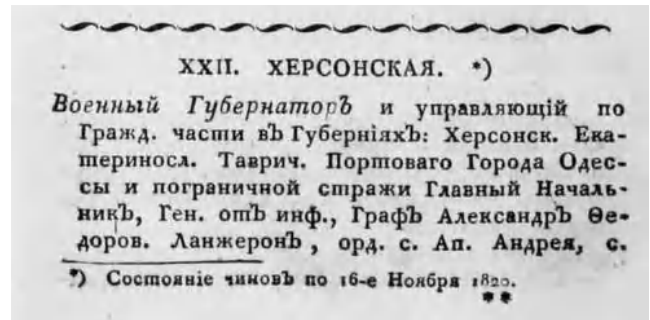 XXII. ХЕРСОНСКАЯ. *)
Военный Губернаторъ и управляющій по
Гражд. части въ Губерніяхъ: Херсонск. Ека-
теринosл. Таврич. Портоваго Города Одес-
сы и пограничной стражи Главный Началь-
никъ, Ген. отъ инф., Графъ Александръ Ѳе-
доров. Ланжеронъ, орд. с. Ап. Андрея, с.
*) Состояніе чиновъ по 16-е Ноября 1820.
**